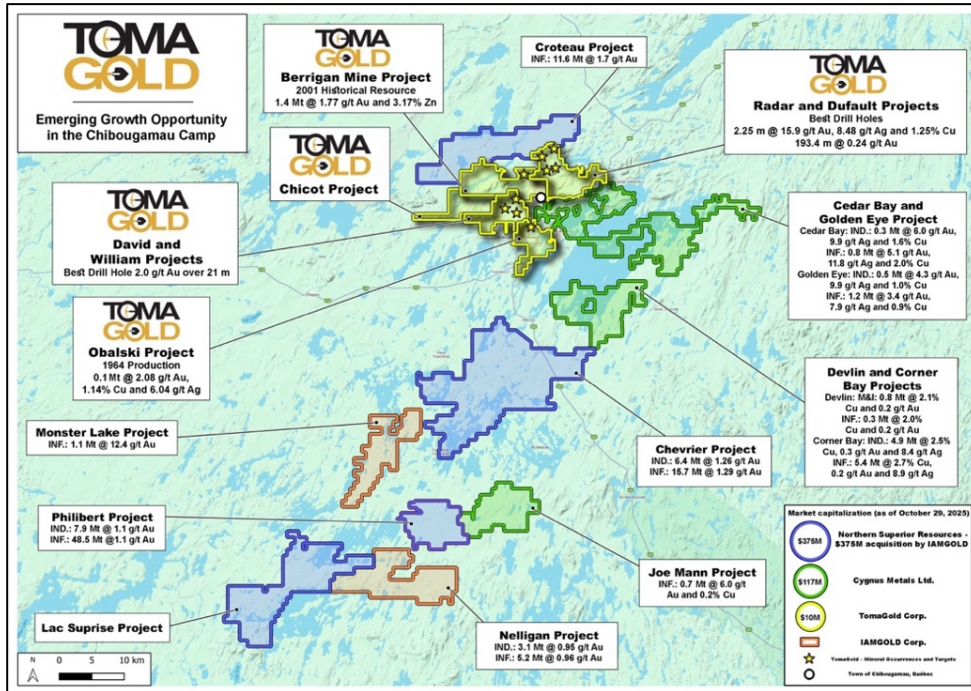 TOMA
GOLD
Emerging Growth Opportunity
in the Chibougamau Camp
TOMA
GOLD
Berrigan Mine Project
2001 Historical Resource
1.4 Mt @ 1.77 g/t Au and 3.17% Zn
Croteau Project
INF.: 11.6 Mt @ 1.7 g/t Au
TOMA
GOLD
Radar and Dufault Projects
Best Drill Holes
2.25 m @ 15.9 g/t Au, 8.48 g/t Ag and 1.25% Cu
193.4 m @ 0.24 g/t Au
TOMA
GOLD
Chicot Project
TOMA
GOLD
David and
William Projects
Best Drill Hole 2.0 g/t Au over 21 m
Cedar Bay and
Golden Eye Project
Cedar Bay: IND.: 0.3 Mt @ 6.0 g/t Au,
9.9 g/t Ag and 1.6% Cu
INF.: 0.8 Mt @ 5.1 g/t Au,
11.8 g/t Ag and 2.0% Cu
Golden Eye: IND.: 0.5 Mt @ 4.3 g/t Au,
9.9 g/t Ag and 1.0% Cu
INF.: 1.2 Mt @ 3.4 g/t Au,
7.9 g/t Ag and 0.9% Cu
TOMA
GOLD
Obalski Project
1964 Production
0.1 Mt @ 2.08 g/t Au,
1.14% Cu and 6.04 g/t Ag
Devlin and Corner
Bay Projects
Devlin: M&I: 0.8 Mt @ 2.1%
Cu and 0.2 g/t Au
INF.: 0.3 Mt @ 2.0%
Cu and 0.2 g/t Au
Corner Bay: IND.: 4.9 Mt @ 2.5%
Cu, 0.3 g/t Au and 8.4 g/t Ag
INF.: 5.4 Mt @ 2.7% Cu,
0.2 g/t Au and 8.9 g/t Ag
Monster Lake Project
INF.: 1.1 Mt @ 12.4 g/t Au
Chevrier Project
IND.: 6.4 Mt @ 1.26 g/t Au
INF.: 15.7 Mt @ 1.29 g/t Au
Philibert Project
IND.: 7.9 Mt @ 1.1 g/t Au
INF.: 48.5 Mt @1.1 g/t Au
Joe Mann Project
INF.: 0.7 Mt @ 6.0 g/t
Au and 0.2% Cu
Lac Suprise Project
Nelligan Project
IND.: 3.1 Mt @ 0.95 g/t Au
INF.: 5.2 Mt @ 0.96 g/t Au
Market capitalization (as of October 29, 2025)
$375M
Northern Superior Resources -
$375M acquisition by IAMGOLD
$117M
Cygnus Metals Ltd.
$10M
TomaGold Corp.
IAMGOLD Corp.
TomaGold - Mineral Occurrences and Targets
Town of Chibougamau, Québec
N
0 5 10 km